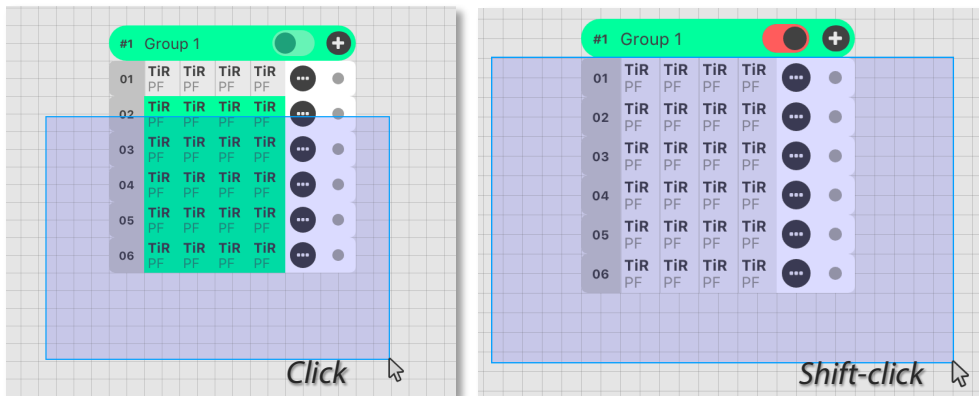 #1 Group 1
01 TiR TiR TiR TiR
PF PF PF PF
02 TiR TiR TiR TiR
PF PF PF PF
03 TiR TiR TiR TiR
PF PF PF PF
04 TiR TiR TiR TiR
PF PF PF PF
05 TiR TiR TiR TiR
PF PF PF PF
06 TiR TiR TiR TiR
PF PF PF PF
Click
#1 Group 1
01 TiR TiR TiR TiR
PF PF PF PF
02 TiR TiR TiR TiR
PF PF PF PF
03 TiR TiR TiR TiR
PF PF PF PF
04 TiR TiR TiR TiR
PF PF PF PF
05 TiR TiR TiR TiR
PF PF PF PF
06 TiR TiR TiR TiR
PF PF PF PF
Shift-click